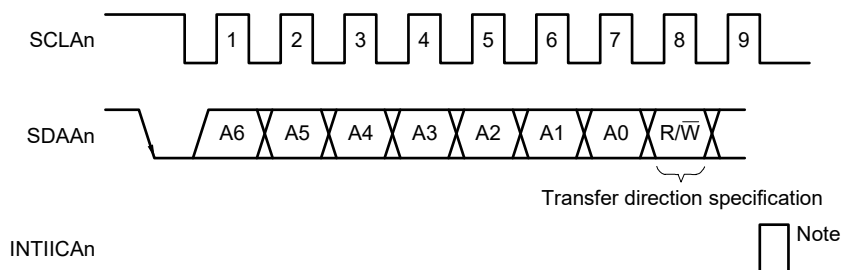 SCLAn 1 2 3 4 5 6 7 8 9
SDAAn A6 A5 A4 A3 A2 A1 A0 R/W̅
Transfer direction specification
INTIICAn Note